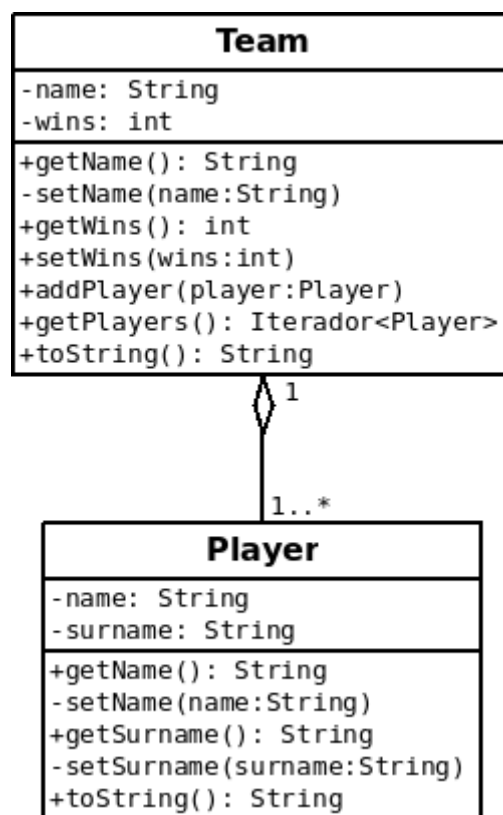 Team
-name: String
-wins: int
+getName(): String
-setName(name:String)
+getWins(): int
+setWins(wins:int)
+addPlayer(player:Player)
+getPlayers(): Iterador<Player>
+toString(): String
1
1..*
Player
-name: String
-surname: String
+getName(): String
-setName(name:String)
+getSurname(): String
-setSurname(surname:String)
+toString(): String